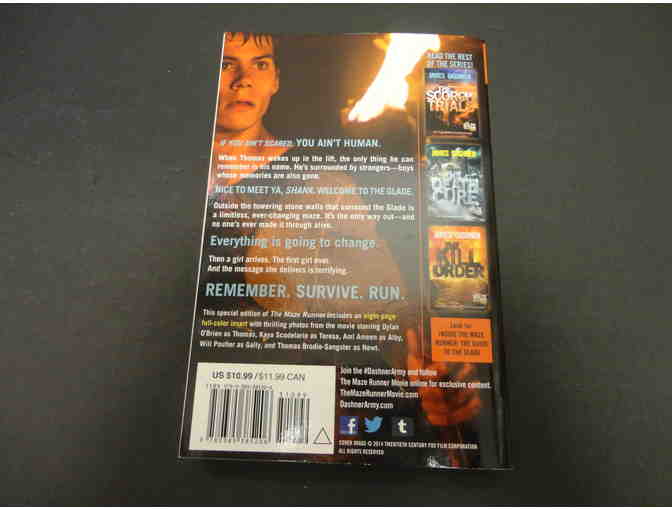 IF YOU AIN'T SCARED, YOU AIN'T HUMAN.
When Thomas wakes up in the lift, the only thing he can
remember is his name. He's surrounded by strangers—boys
whose memories are also gone.
NICE TO MEET YA, SHANK. WELCOME TO THE GLADE.
Outside the towering stone walls that surround the Glade is
a limitless, ever-changing maze. It's the only way out—and
no one's ever made it through alive.
Everything is going to change.
Then a girl arrives. The first girl ever.
And the message she delivers is terrifying.
REMEMBER. SURVIVE. RUN.
This special edition of The Maze Runner includes an eight-page
full-color insert with thrilling photos from the movie starring Dylan
O'Brien as Thomas, Kaya Scodelario as Teresa, Aml Ameen as Alby,
Will Poulter as Gally, and Thomas Brodie-Sangster as Newt.
READ THE REST
OF THE SERIES!
JAMES DASHNER
THE
SCORCH
TRIALS
JAMES DASHNER
THE
DEATH
CURE
JAMES DASHNER
THE
KILL
ORDER
Look for
INSIDE THE MAZE
RUNNER: THE GUIDE
TO THE GLADE
US $10.99 / $11.99 CAN
51099
Join the #DashnerArmy and follow
The Maze Runner Movie online for exclusive content.
TheMazeRunnerMovie.com
DashnerArmy.com
f
t
COVER IMAGE © 2014 TWENTIETH CENTURY FOX FILM CORPORATION
ALL RIGHTS RESERVED